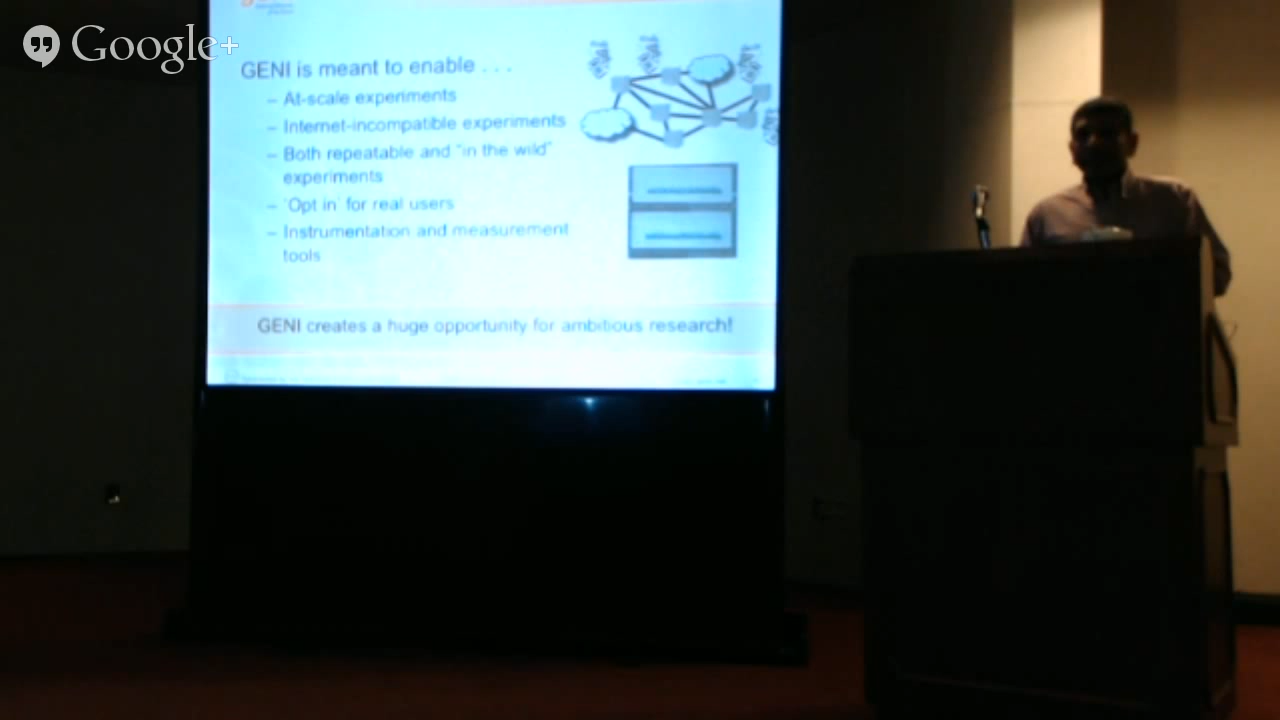 Google+
GENI is meant to enable . . .
– At-scale experiments
– Internet-incompatible experiments
– Both repeatable and "in the wild"
experiments
– 'Opt in' for real users
– Instrumentation and measurement
tools
GENI creates a huge opportunity for ambitious research!